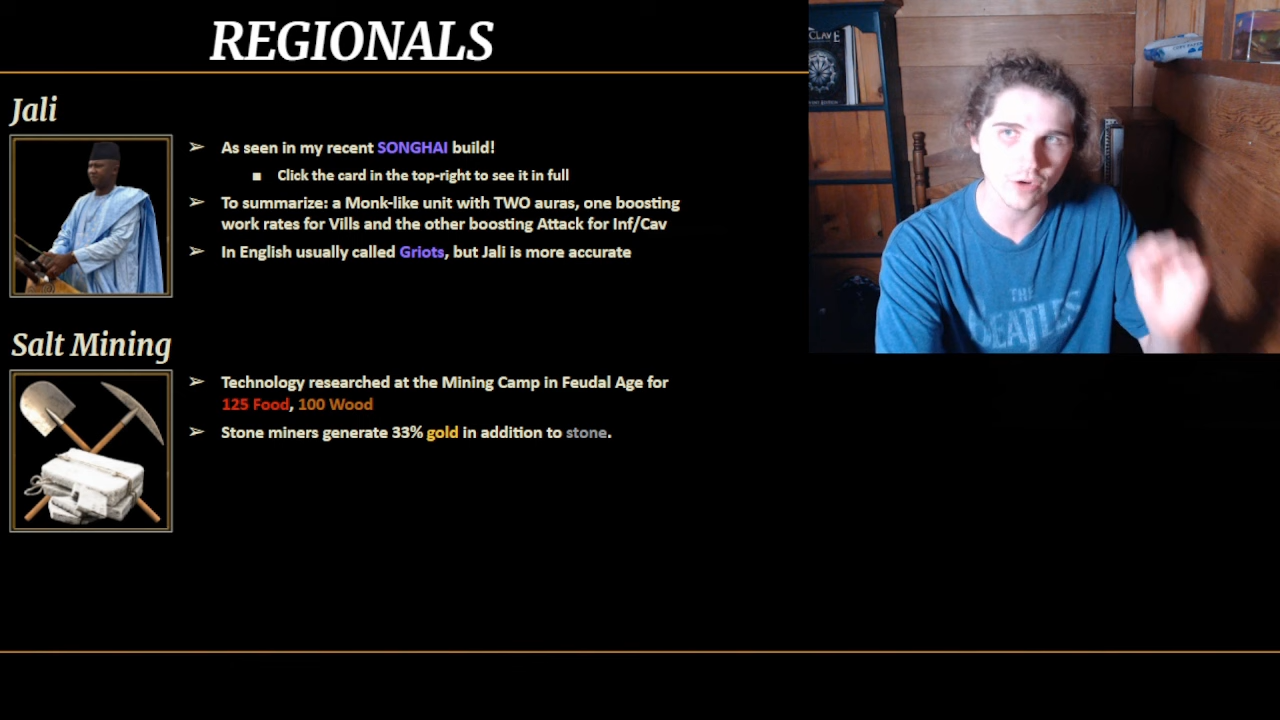 REGIONALS
Jali
➢ As seen in my recent SONGHAI build!
■ Click the card in the top-right to see it in full
➢ To summarize: a Monk-like unit with TWO auras, one boosting
work rates for Vills and the other boosting Attack for Inf/Cav
➢ In English usually called Griots, but Jali is more accurate
Salt Mining
➢ Technology researched at the Mining Camp in Feudal Age for
125 Food, 100 Wood
➢ Stone miners generate 33% gold in addition to stone.
THE
BEATLES